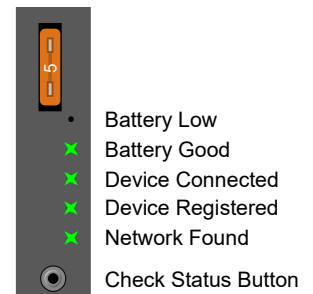 5
Battery Low
Battery Good
Device Connected
Device Registered
Network Found
Check Status Button